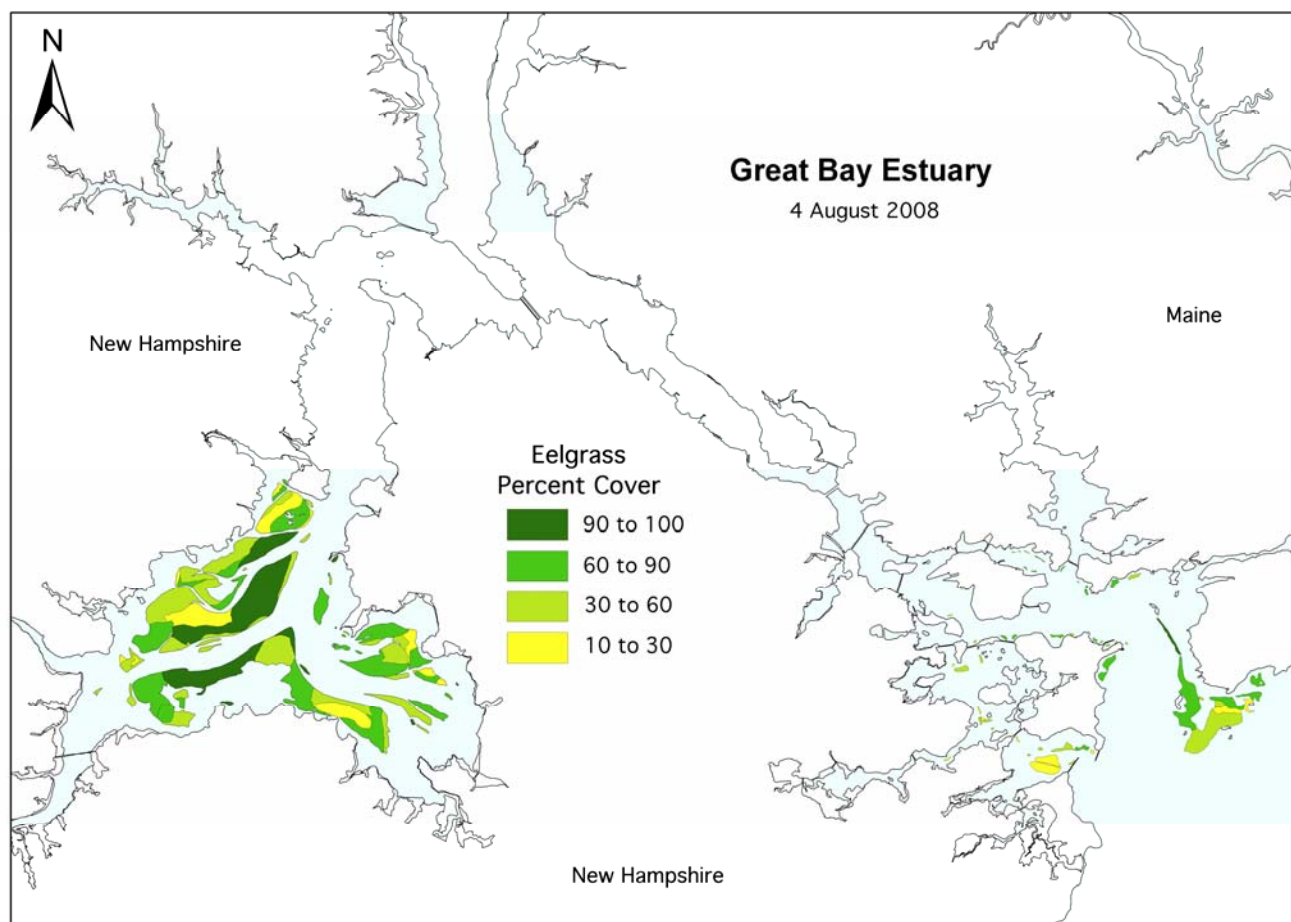 N
Great Bay Estuary
4 August 2008
Maine
New Hampshire
Eelgrass
Percent Cover
90 to 100
60 to 90
30 to 60
10 to 30
New Hampshire